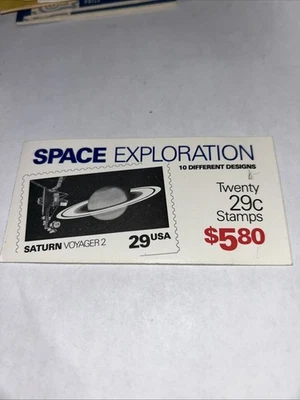 SPACE EXPLORATION
10 DIFFERENT DESIGNS
Twenty
29c
Stamps
$5.80
SATURN VOYAGER 2
29USA